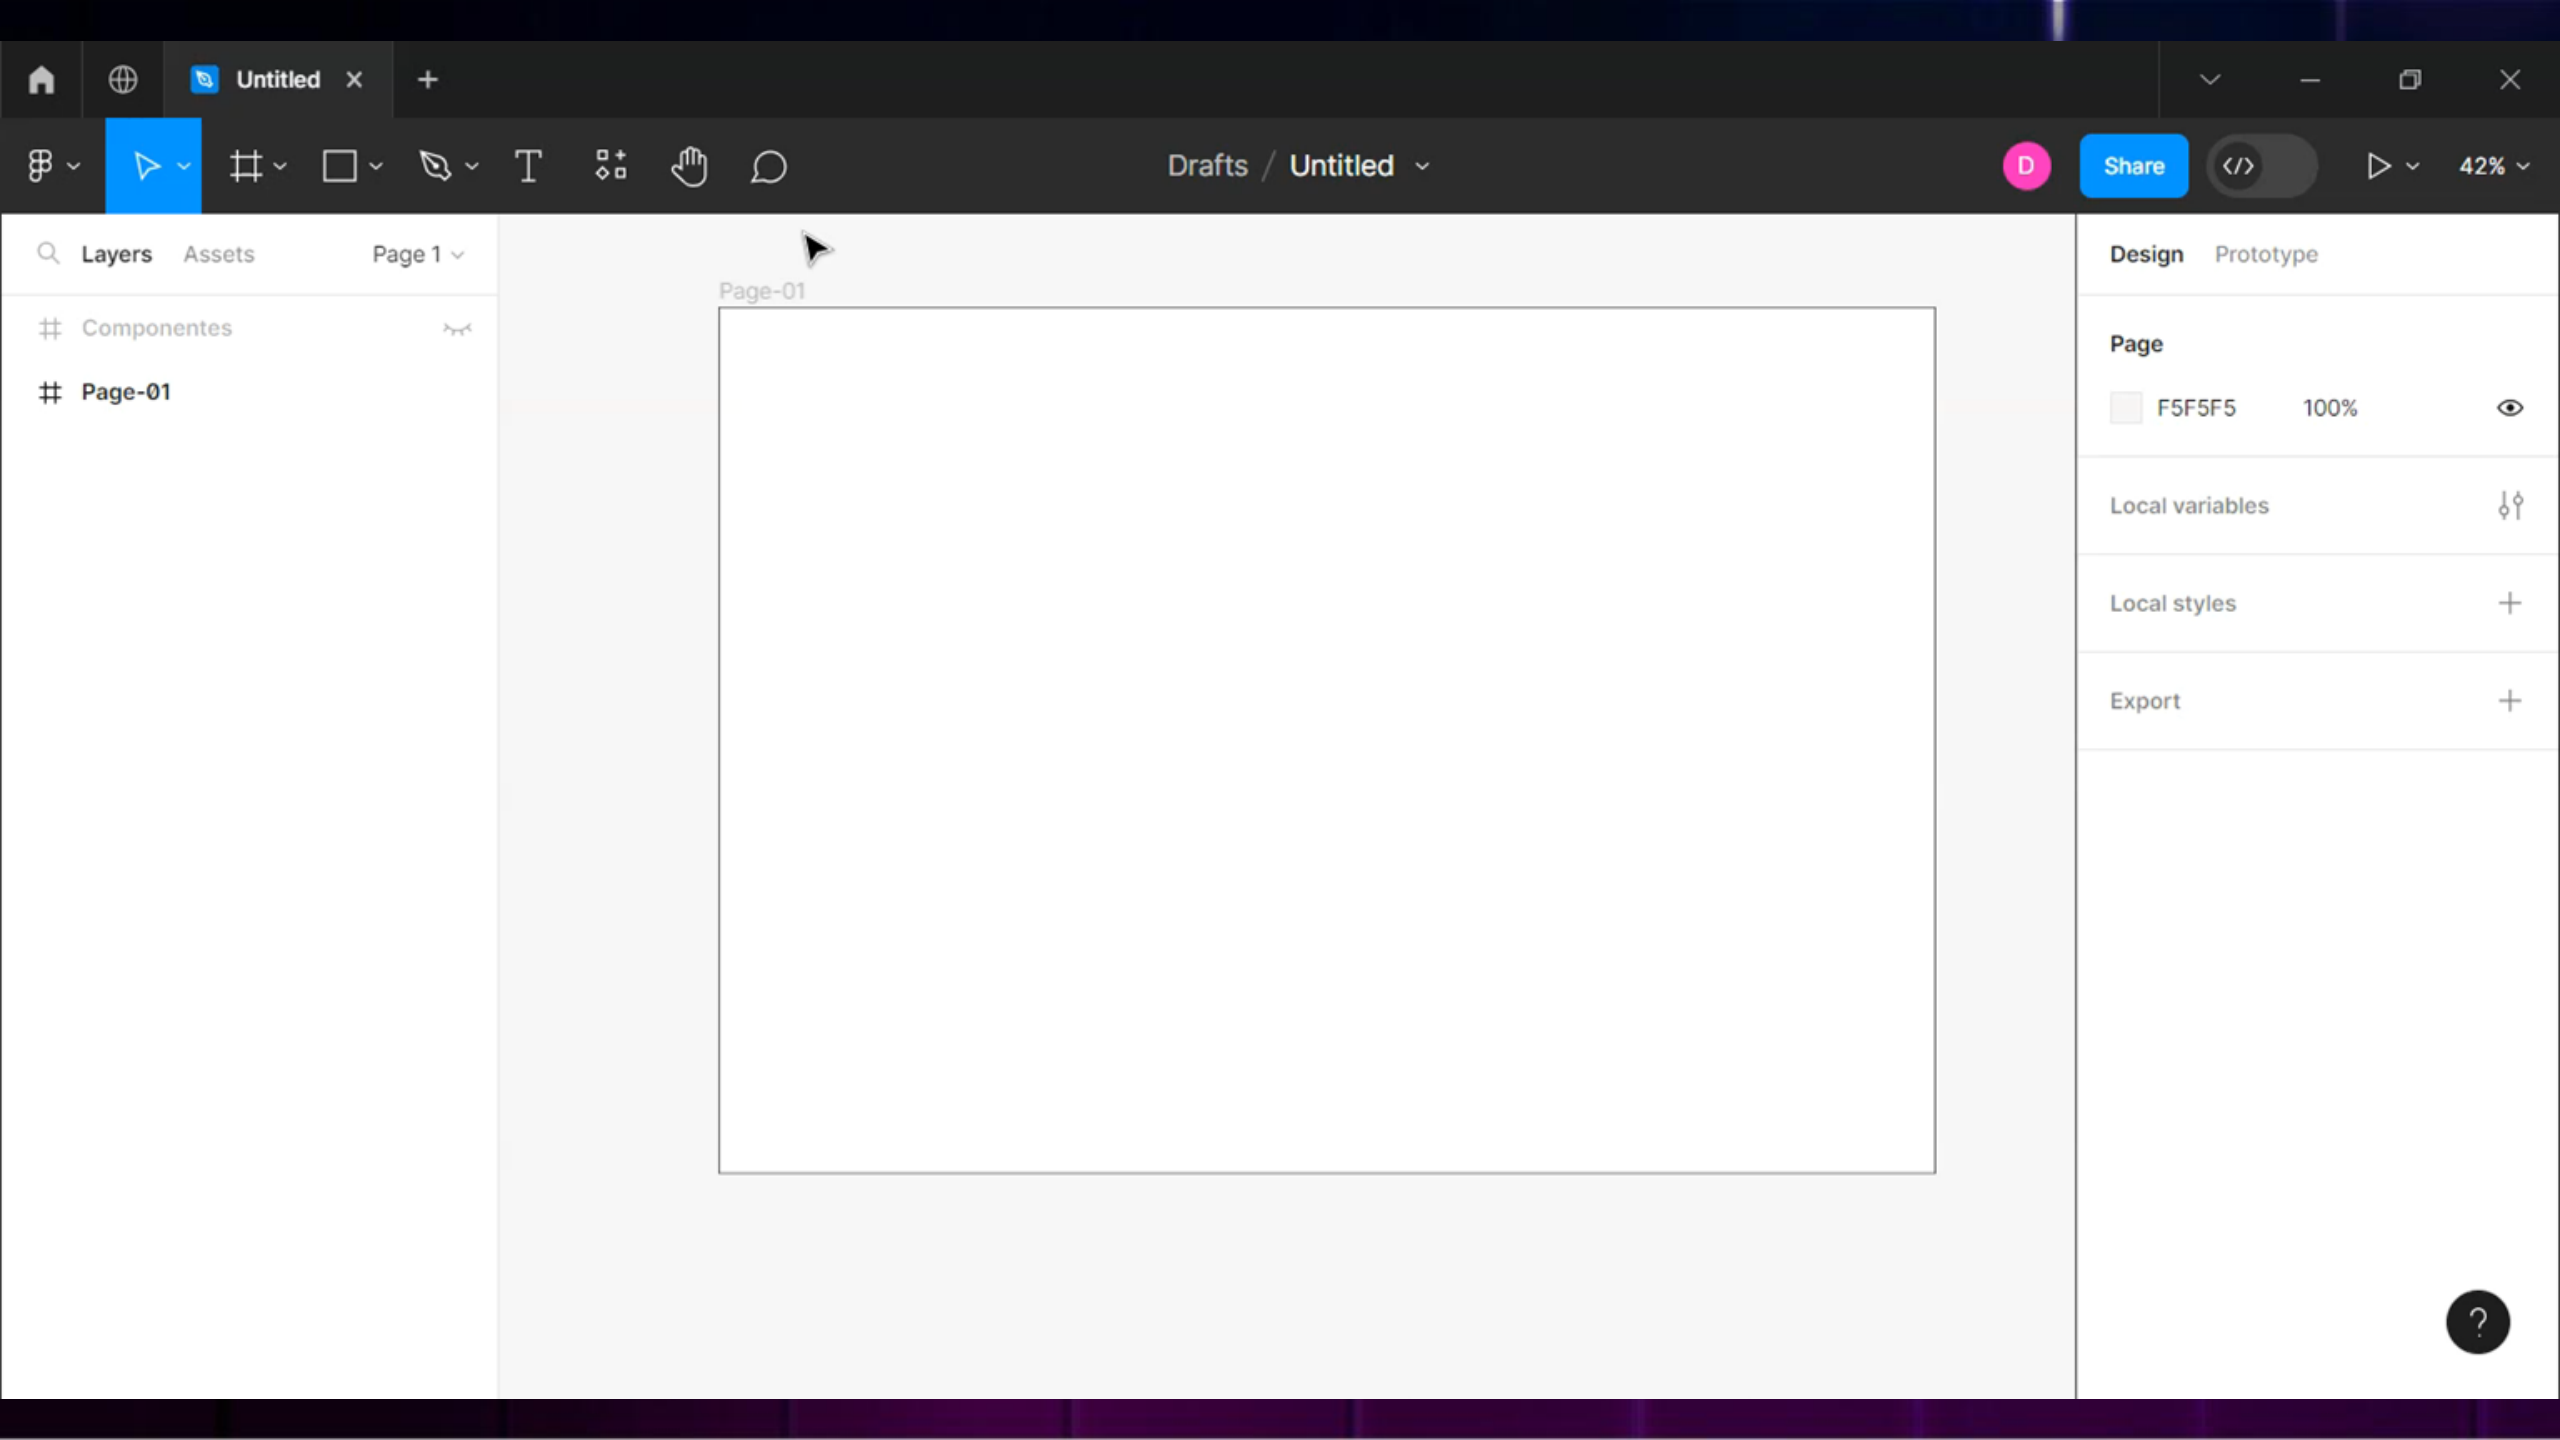 Untitled
Drafts / Untitled
D
Share
42%
Layers Assets Page 1
Componentes
Page-01
Page-01
Design Prototype
Page
F5F5F5 100%
Local variables
Local styles
Export
?